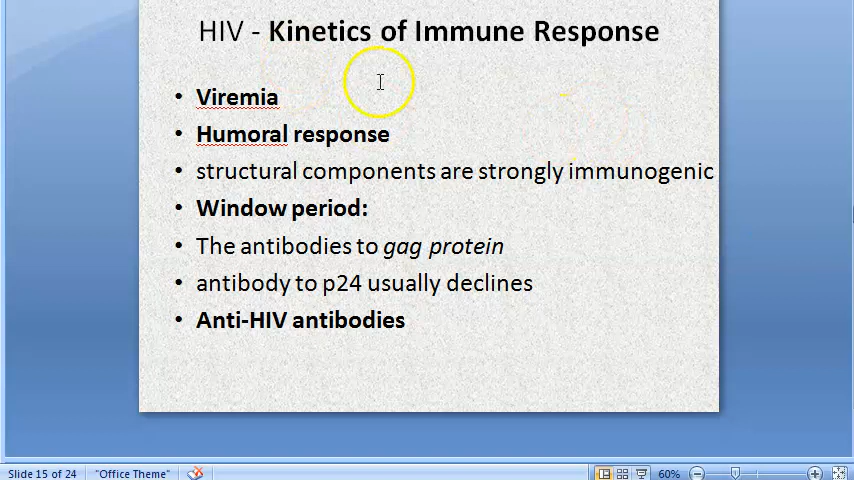 HIV - Kinetics of Immune Response
• Viremia
• Humoral response
• structural components are strongly immunogenic
• Window period:
• The antibodies to gag protein
• antibody to p24 usually declines
• Anti-HIV antibodies
Slide 15 of 24 "Office Theme" 60%